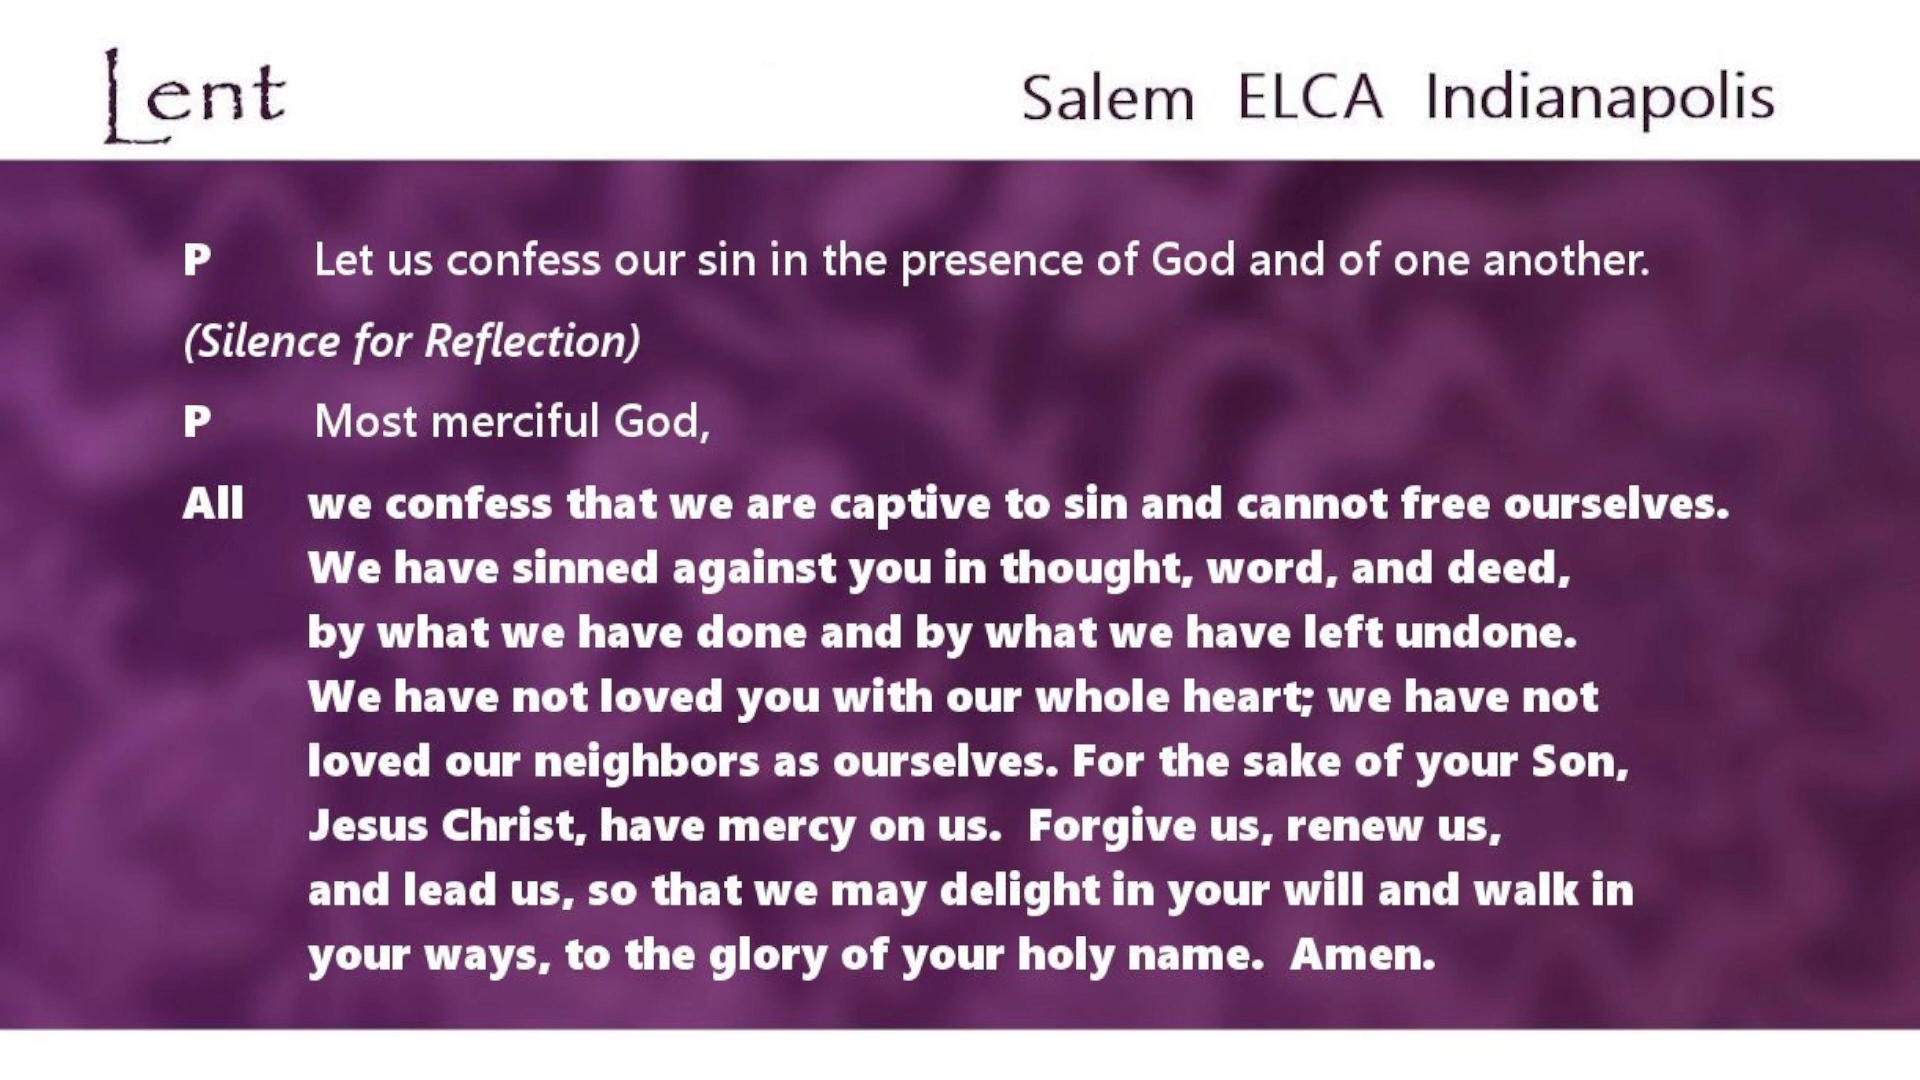 Lent
Salem ELCA Indianapolis
P Let us confess our sin in the presence of God and of one another.
(Silence for Reflection)
P Most merciful God,
All we confess that we are captive to sin and cannot free ourselves.
We have sinned against you in thought, word, and deed,
by what we have done and by what we have left undone.
We have not loved you with our whole heart; we have not
loved our neighbors as ourselves. For the sake of your Son,
Jesus Christ, have mercy on us.  Forgive us, renew us,
and lead us, so that we may delight in your will and walk in
your ways, to the glory of your holy name.  Amen.